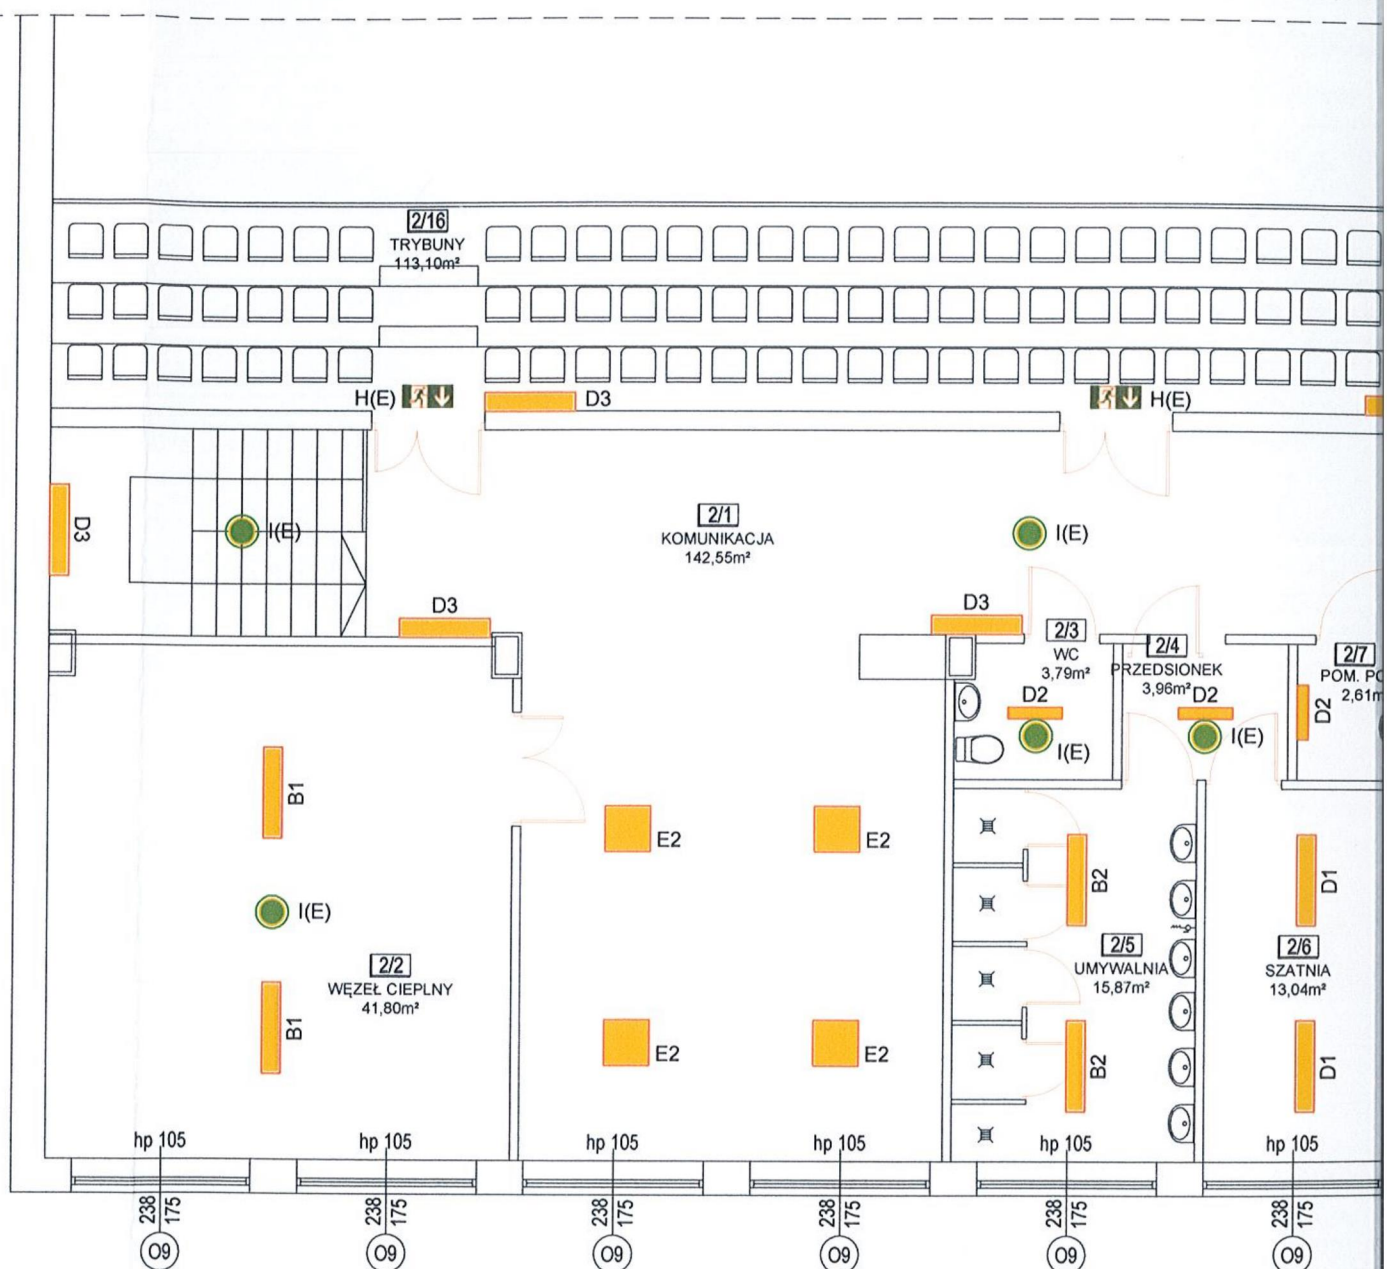 2/16
TRYBUNY
113,10m²
H(E)
D3
H(E)
D3
I(E)
2/1
KOMUNIKACJA
142,55m²
I(E)
D3
D3
2/3
WC
3,79m²
D2
I(E)
2/4
PRZEDSIONEK
3,96m²
D2
I(E)
2/7
POM.
2,61m
D2
B1
I(E)
2/2
WĘZEŁ CIEPLNY
41,80m²
B1
E2
E2
E2
E2
B2
2/5
UMYWALNIA
15,87m²
B2
D1
2/6
SZATNIA
13,04m²
D1
hp 105
hp 105
hp 105
hp 105
hp 105
hp 105
238
175
238
175
238
175
238
175
238
175
238
175
O9
O9
O9
O9
O9
O9